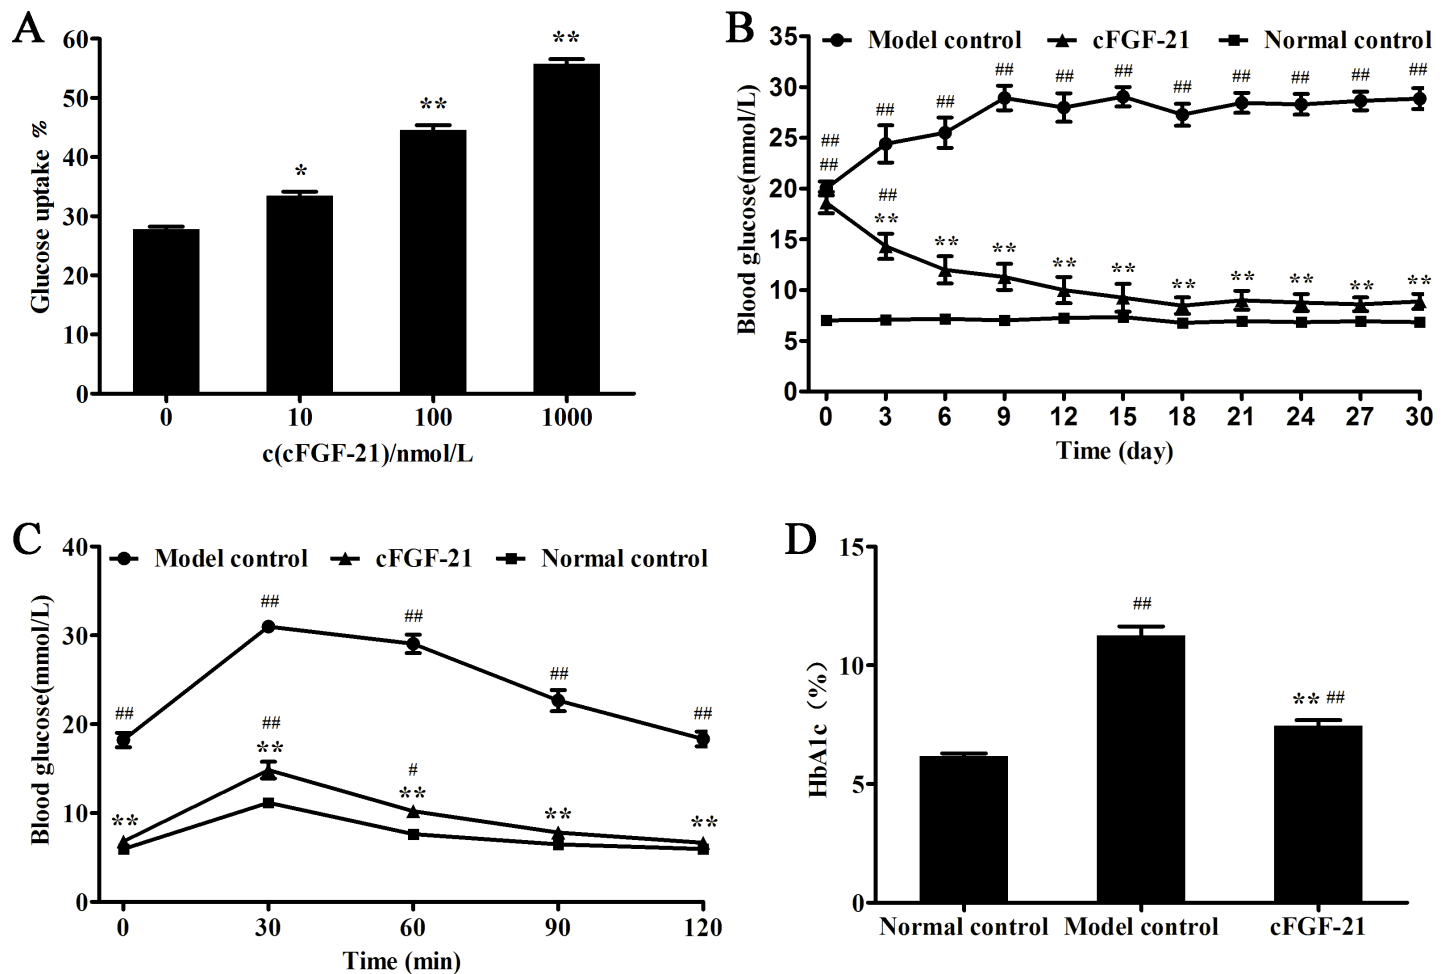 A
60
50
40
30
20
10
0
Glucose uptake %
*
**
**
0 10 100 1000
c(cFGF-21)/nmol/L
B
Model control cFGF-21 Normal control
35
30
25
20
15
10
5
0
Blood glucose(mmol/L)
## ## ## ## ## ## ## ##
## ##
##
##
##
**
** ** ** ** ** ** ** ** **
0 3 6 9 12 15 18 21 24 27 30
Time (day)
C
Model control cFGF-21 Normal control
40
30
20
10
0
Blood glucose(mmol/L)
## ## ## ## ##
##
** ** # ** ** **
0 30 60 90 120
Time (min)
D
15
10
5
0
HbA1c（%）
##
** ##
Normal control Model control cFGF-21